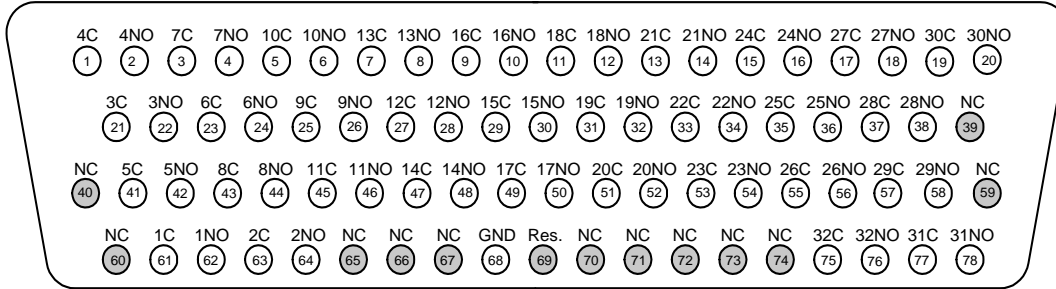 4C 4NO 7C 7NO 10C 10NO 13C 13NO 16C 16NO 18C 18NO 21C 21NO 24C 24NO 27C 27NO 30C 30NO
1 2 3 4 5 6 7 8 9 10 11 12 13 14 15 16 17 18 19 20
3C 3NO 6C 6NO 9C 9NO 12C 12NO 15C 15NO 19C 19NO 22C 22NO 25C 25NO 28C 28NO NC
21 22 23 24 25 26 27 28 29 30 31 32 33 34 35 36 37 38 39
NC 5C 5NO 8C 8NO 11C 11NO 14C 14NO 17C 17NO 20C 20NO 23C 23NO 26C 26NO 29C 29NO NC
40 41 42 43 44 45 46 47 48 49 50 51 52 53 54 55 56 57 58 59
NC 1C 1NO 2C 2NO NC NC NC GND Res. NC NC NC NC NC 32C 32NO 31C 31NO
60 61 62 63 64 65 66 67 68 69 70 71 72 73 74 75 76 77 78